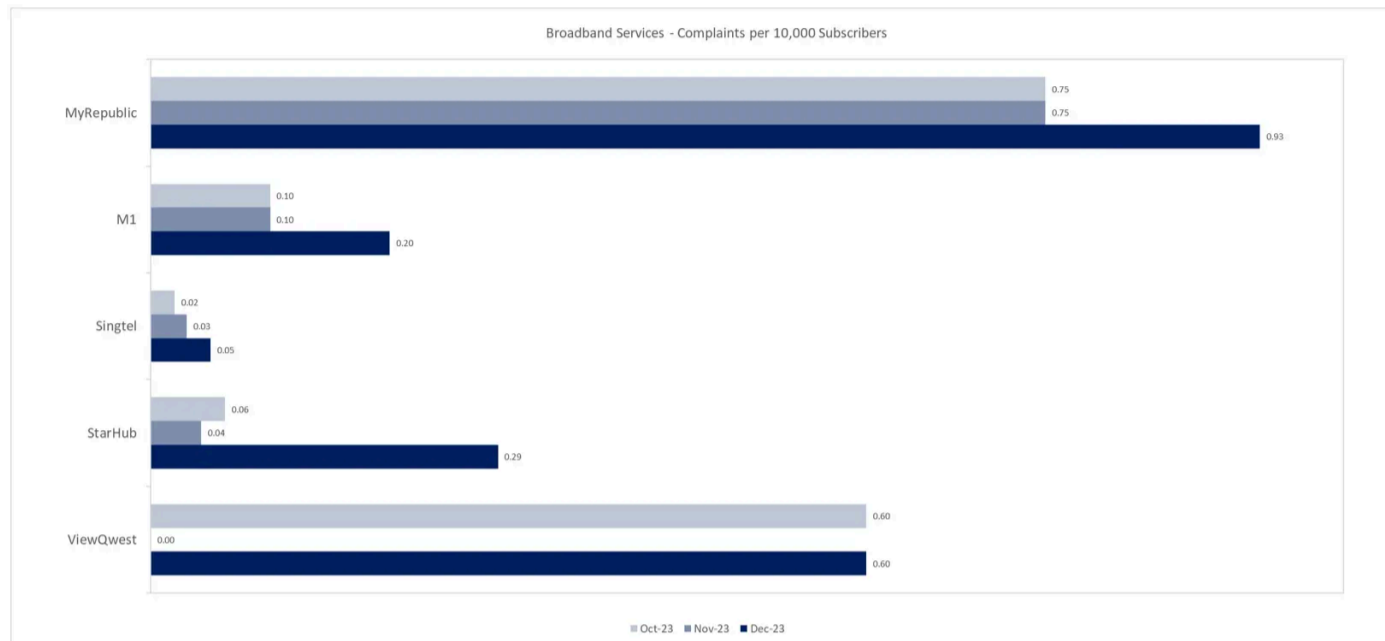 Broadband Services - Complaints per 10,000 Subscribers
MyRepublic
0.75
0.75
0.93
M1
0.10
0.10
0.20
Singtel
0.02
0.03
0.05
StarHub
0.06
0.04
0.29
ViewQwest
0.60
0.00
0.60
Oct-23 Nov-23 Dec-23